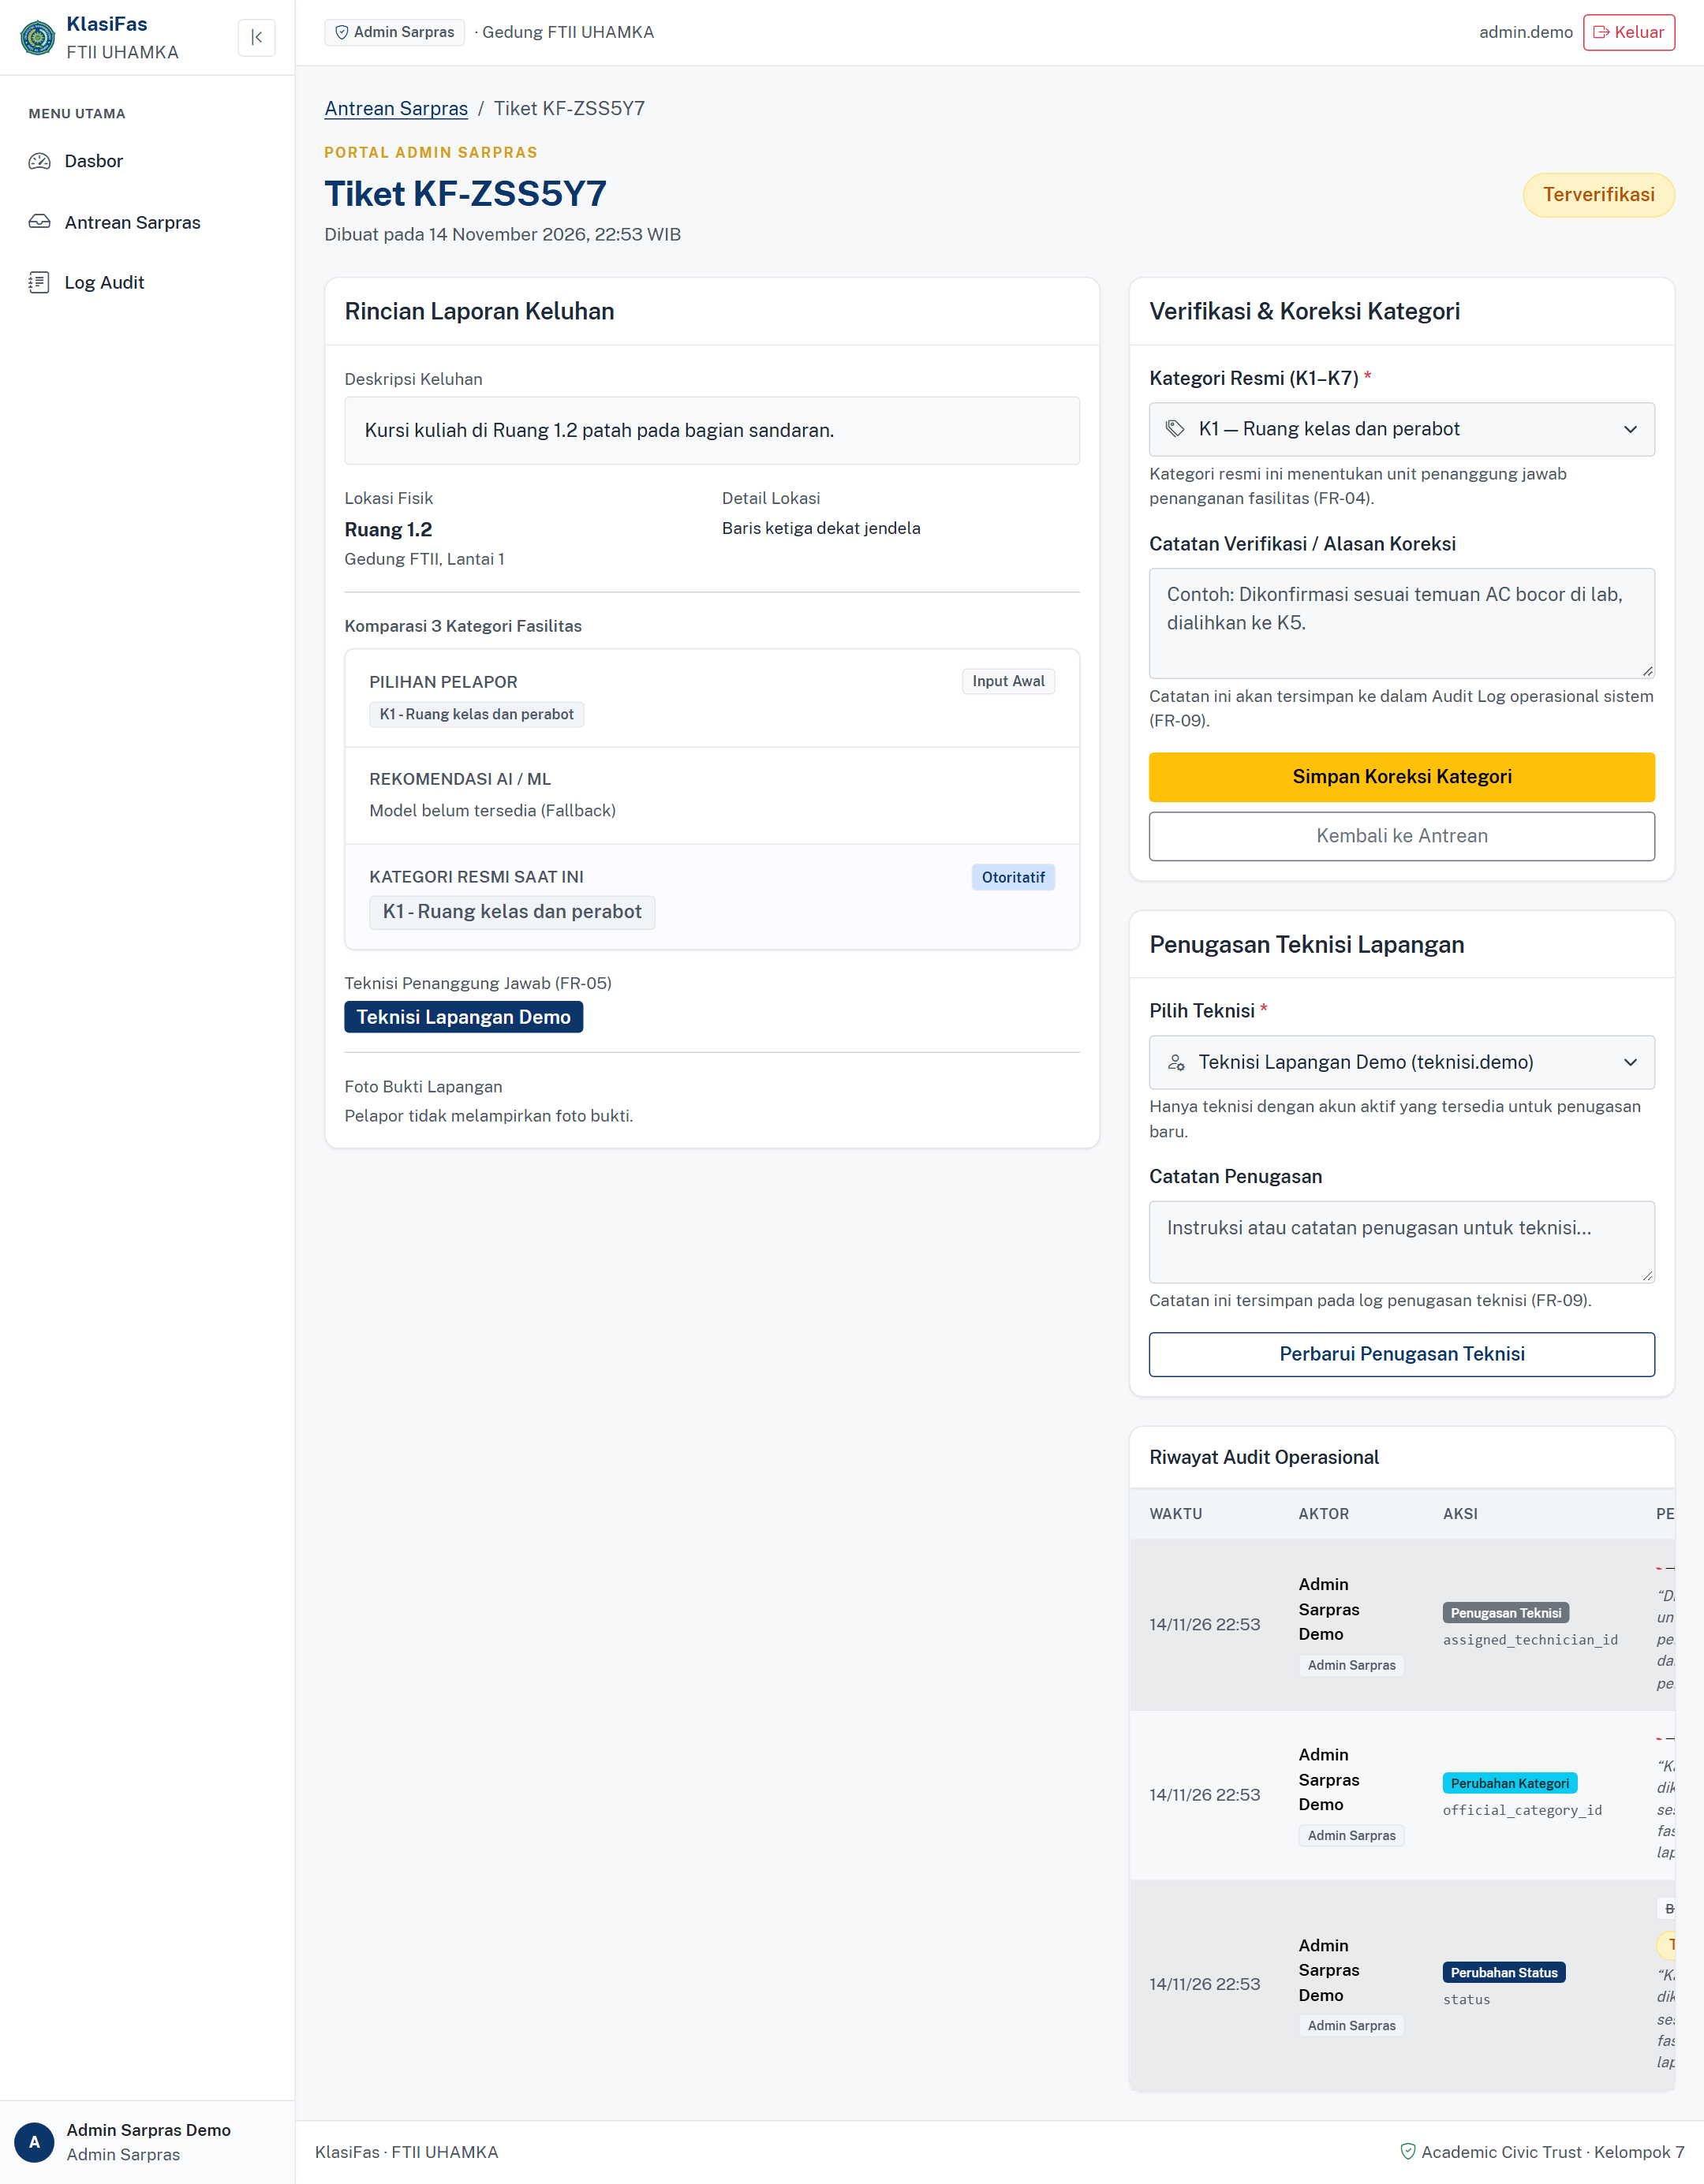 KlasiFas
FTII UHAMKA
MENU UTAMA
Dasbor
Antrean Sarpras
Log Audit
Admin Sarpras · Gedung FTII UHAMKA
admin.demo
Keluar
Antrean Sarpras / Tiket KF-ZSS5Y7
PORTAL ADMIN SARPRAS
Tiket KF-ZSS5Y7
Terverifikasi
Dibuat pada 14 November 2026, 22:53 WIB
Rincian Laporan Keluhan
Deskripsi Keluhan
Kursi kuliah di Ruang 1.2 patah pada bagian sandaran.
Lokasi Fisik
Ruang 1.2
Gedung FTII, Lantai 1
Detail Lokasi
Baris ketiga dekat jendela
Komparasi 3 Kategori Fasilitas
PILIHAN PELAPOR
Input Awal
K1 - Ruang kelas dan perabot
REKOMENDASI AI / ML
Model belum tersedia (Fallback)
KATEGORI RESMI SAAT INI
Otoritatif
K1 - Ruang kelas dan perabot
Teknisi Penanggung Jawab (FR-05)
Teknisi Lapangan Demo
Foto Bukti Lapangan
Pelapor tidak melampirkan foto bukti.
Verifikasi & Koreksi Kategori
Kategori Resmi (K1–K7) *
K1 — Ruang kelas dan perabot
Kategori resmi ini menentukan unit penanggung jawab
penanganan fasilitas (FR-04).
Catatan Verifikasi / Alasan Koreksi
Contoh: Dikonfirmasi sesuai temuan AC bocor di lab,
dialihkan ke K5.
Catatan ini akan tersimpan ke dalam Audit Log operasional sistem
(FR-09).
Simpan Koreksi Kategori
Kembali ke Antrean
Penugasan Teknisi Lapangan
Pilih Teknisi *
Teknisi Lapangan Demo (teknisi.demo)
Hanya teknisi dengan akun aktif yang tersedia untuk penugasan
baru.
Catatan Penugasan
Instruksi atau catatan penugasan untuk teknisi...
Catatan ini tersimpan pada log penugasan teknisi (FR-09).
Perbarui Penugasan Teknisi
Riwayat Audit Operasional
WAKTU AKTOR AKSI
14/11/26 22:53
Admin
Sarpras
Demo
Admin Sarpras
Penugasan Teknisi
assigned_technician_id
14/11/26 22:53
Admin
Sarpras
Demo
Admin Sarpras
Perubahan Kategori
official_category_id
14/11/26 22:53
Admin
Sarpras
Demo
Admin Sarpras
Perubahan Status
status
A
Admin Sarpras Demo
Admin Sarpras
KlasiFas · FTII UHAMKA
Academic Civic Trust · Kelompok 7